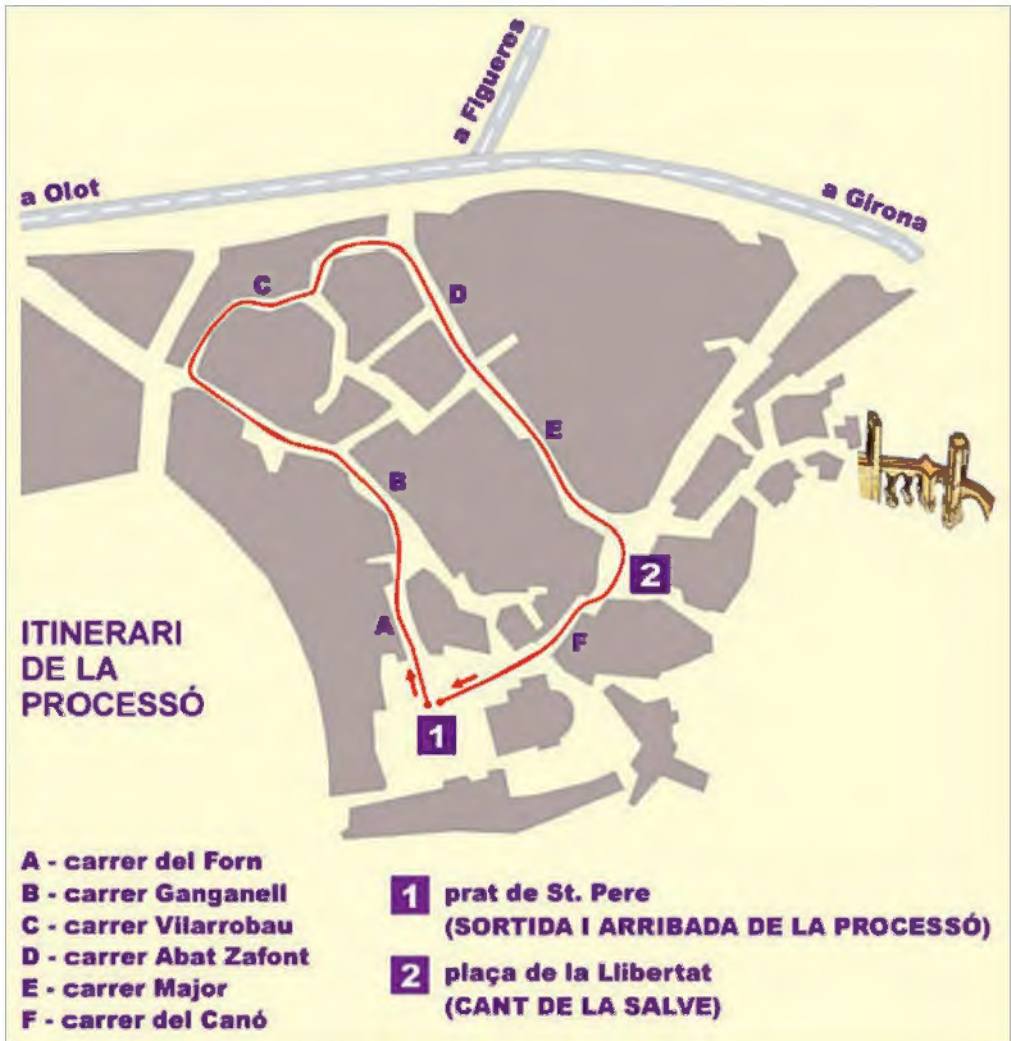 a Figueres
a Olot
a Girona
C
D
E
B
2
A
F
ITINERARI
DE LA
PROCESSÓ
1
A - carrer del Forn
B - carrer Ganganell
C - carrer Vilarrobau
D - carrer Abat Zafont
E - carrer Major
F - carrer del Canó
1 prat de St. Pere
(SORTIDA I ARRIBADA DE LA PROCESSÓ)
2 plaça de la Llibertat
(CANT DE LA SALVE)